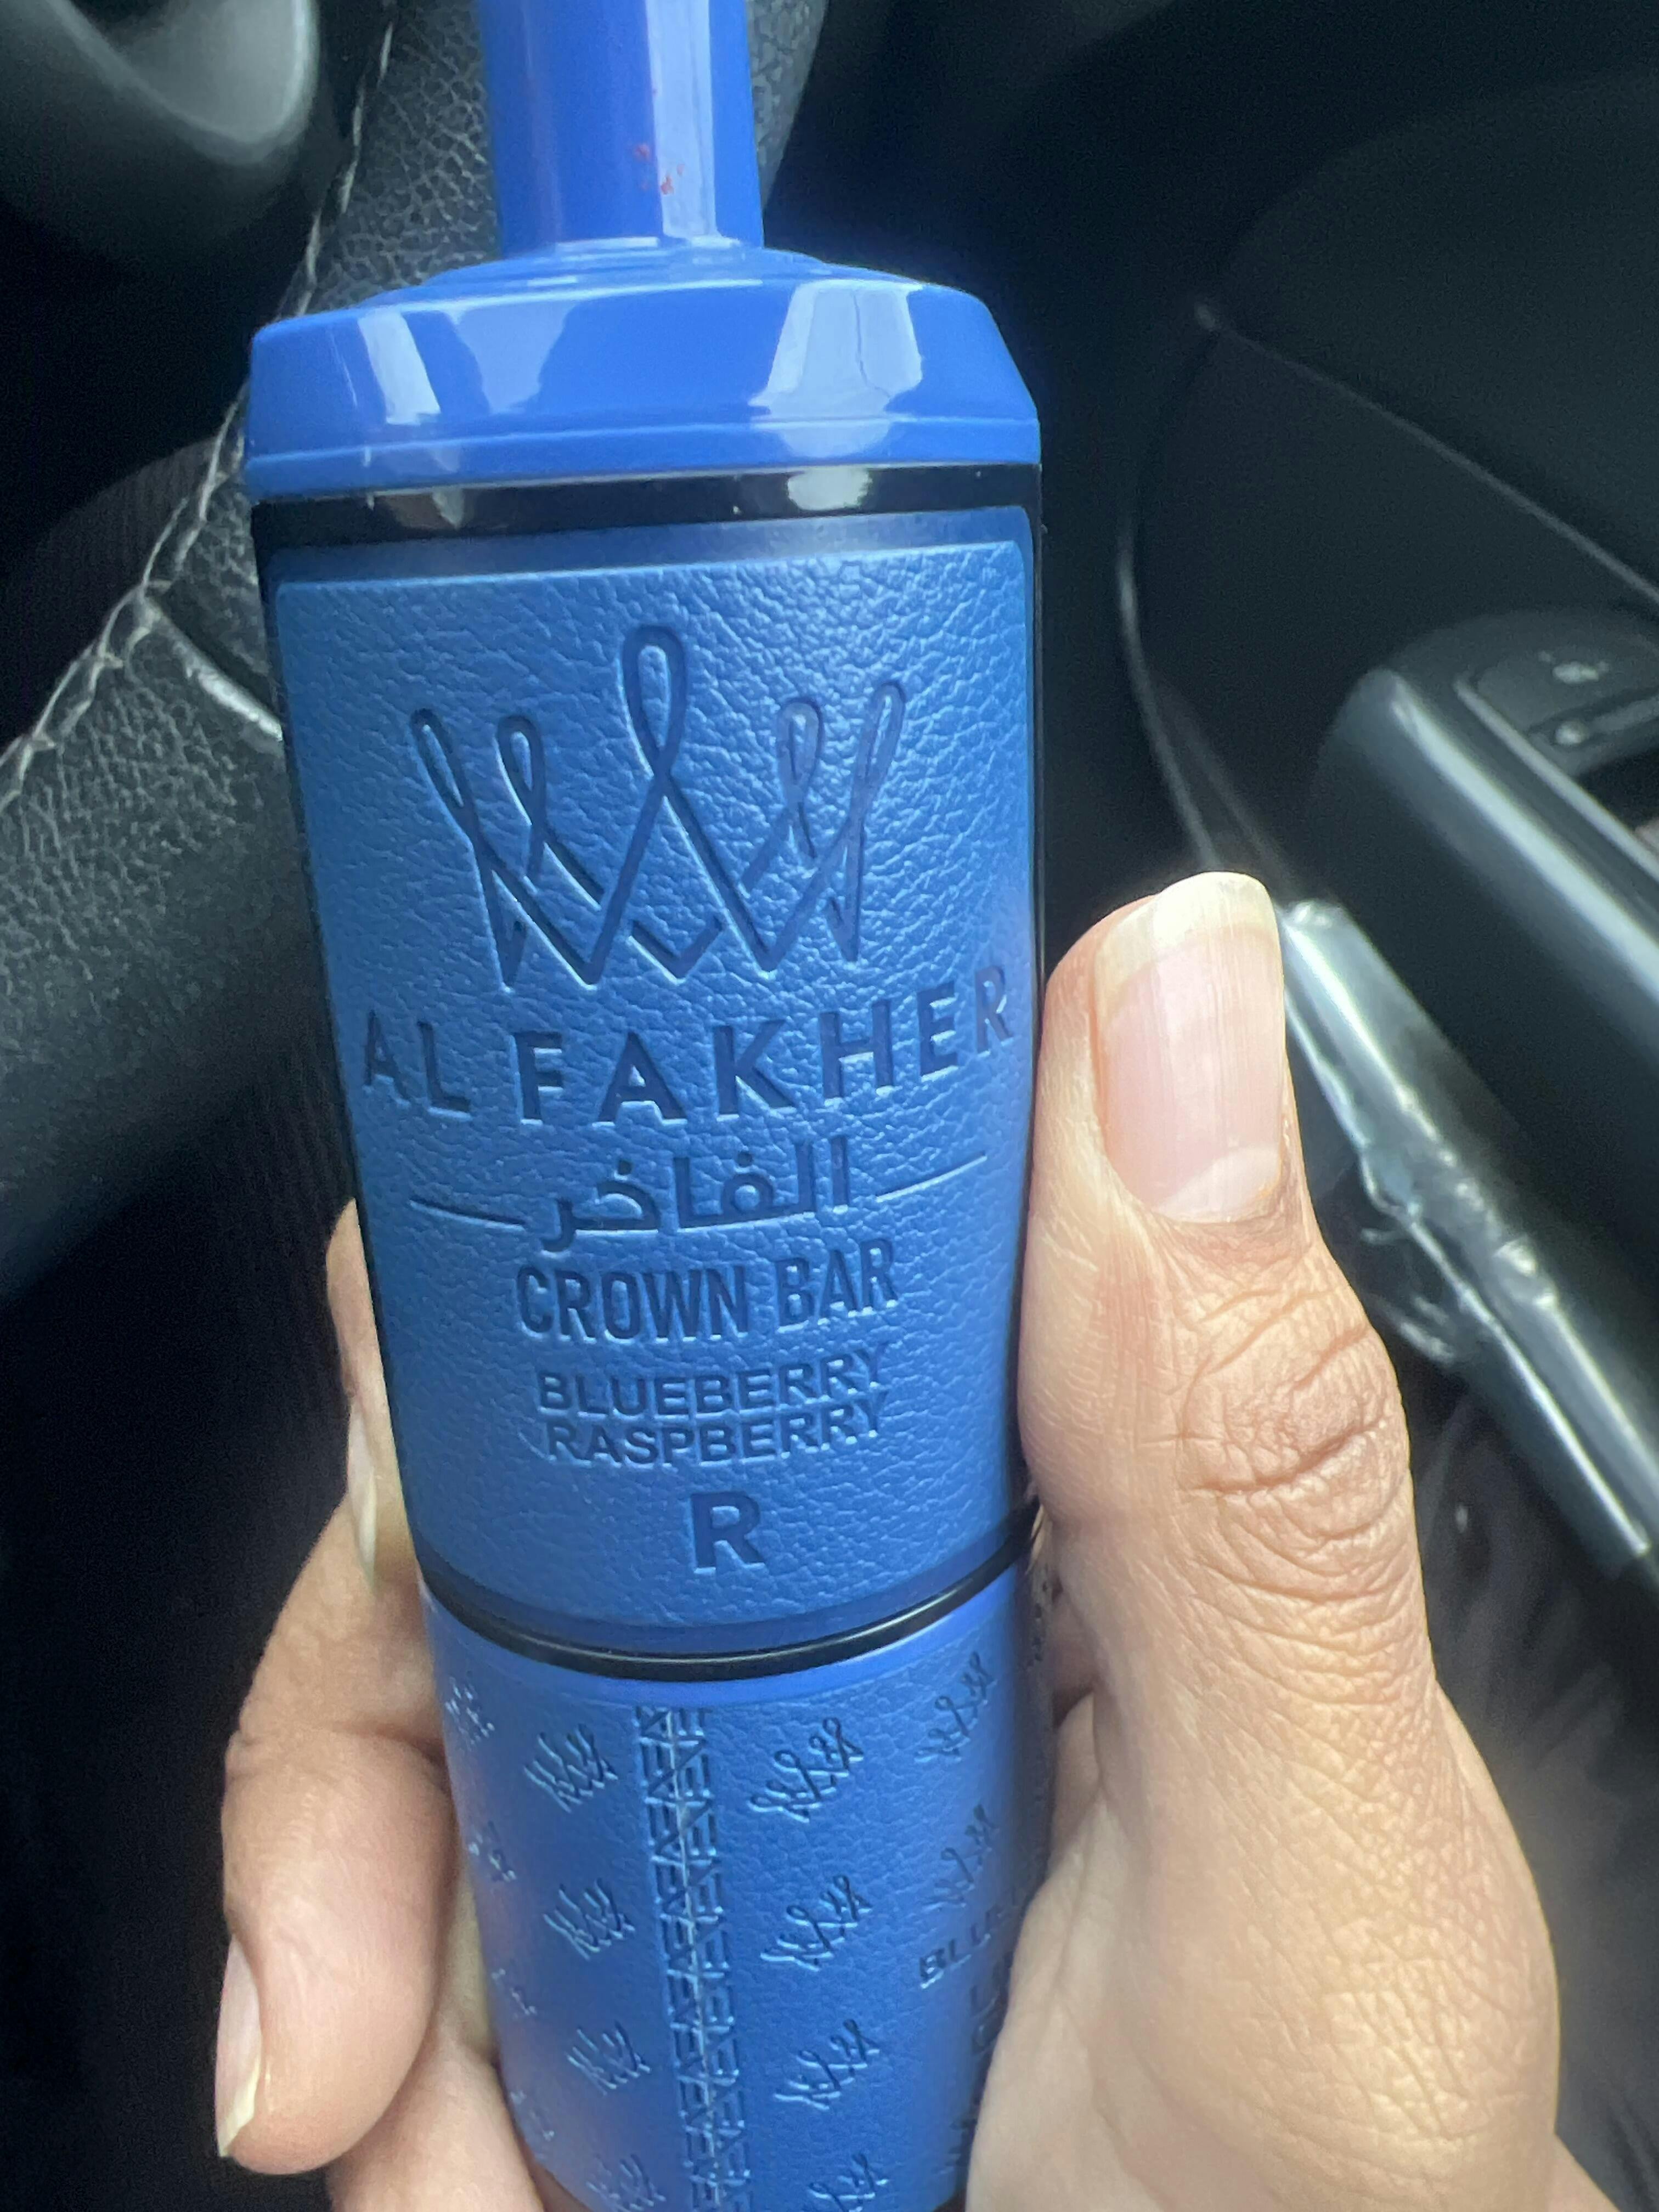 AL FAKHER
الفاخر
CROWN BAR
BLUEBERRY
RASPBERRY
R